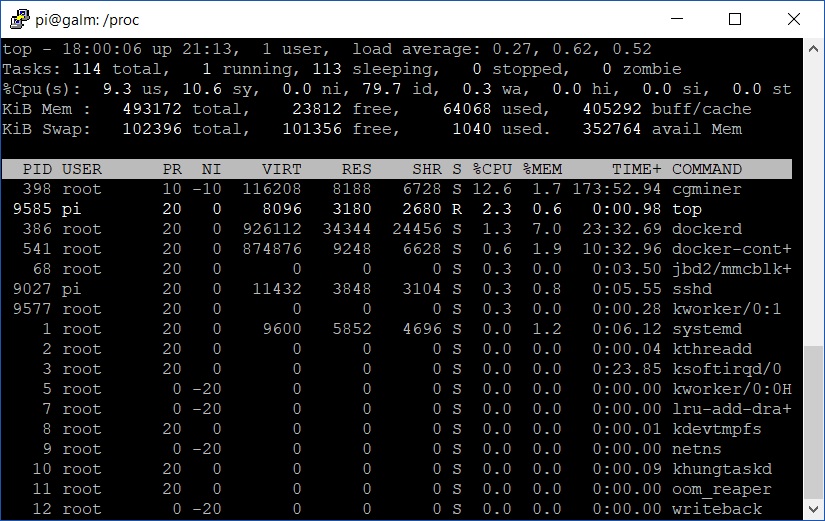 pi@galm: /proc
top - 18:00:06 up 21:13,  1 user,  load average: 0.27, 0.62, 0.52
Tasks: 114 total,   1 running, 113 sleeping,   0 stopped,   0 zombie
%Cpu(s):  9.3 us, 10.6 sy,  0.0 ni, 79.7 id,  0.3 wa,  0.0 hi,  0.0 si,  0.0 st
KiB Mem :   493172 total,    23812 free,    64068 used,   405292 buff/cache
KiB Swap:   102396 total,   101356 free,     1040 used.   352764 avail Mem
PID USER      PR  NI    VIRT    RES    SHR S %CPU %MEM     TIME+ COMMAND
398 root      10 -10  116208   8188   6728 S 12.6  1.7 173:52.94 cgminer
9585 pi        20   0    8096   3180   2680 R  2.3  0.6   0:00.98 top
386 root      20   0  926112  34344  24456 S  1.3  7.0  23:32.69 dockerd
541 root      20   0  874876   9248   6628 S  0.6  1.9  10:32.96 docker-cont+
68 root      20   0       0      0      0 S  0.3  0.0   0:03.50 jbd2/mmcblk+
9027 pi        20   0   11432   3848   3104 S  0.3  0.8   0:05.55 sshd
9577 root      20   0       0      0      0 S  0.3  0.0   0:00.28 kworker/0:1
1 root      20   0    9600   5852   4696 S  0.0  1.2   0:06.12 systemd
2 root      20   0       0      0      0 S  0.0  0.0   0:00.04 kthreadd
3 root      20   0       0      0      0 S  0.0  0.0   0:23.85 ksoftirqd/0
5 root       0 -20       0      0      0 S  0.0  0.0   0:00.00 kworker/0:0H
7 root       0 -20       0      0      0 S  0.0  0.0   0:00.00 lru-add-dra+
8 root      20   0       0      0      0 S  0.0  0.0   0:00.01 kdevtmpfs
9 root       0 -20       0      0      0 S  0.0  0.0   0:00.00 netns
10 root      20   0       0      0      0 S  0.0  0.0   0:00.09 khungtaskd
11 root      20   0       0      0      0 S  0.0  0.0   0:00.00 oom_reaper
12 root       0 -20       0      0      0 S  0.0  0.0   0:00.00 writeback